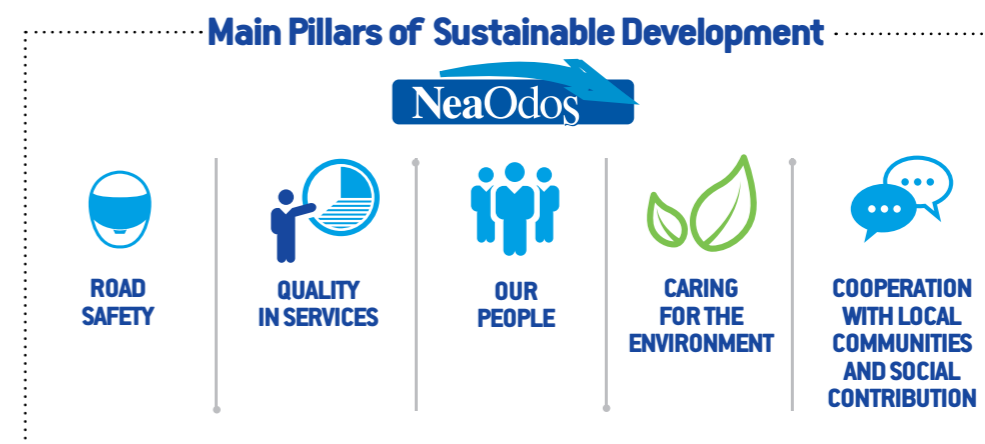 Main Pillars of Sustainable Development
NeaOdos
ROAD
SAFETY
QUALITY
IN SERVICES
OUR
PEOPLE
CARING
FOR THE
ENVIRONMENT
COOPERATION
WITH LOCAL
COMMUNITIES
AND SOCIAL
CONTRIBUTION